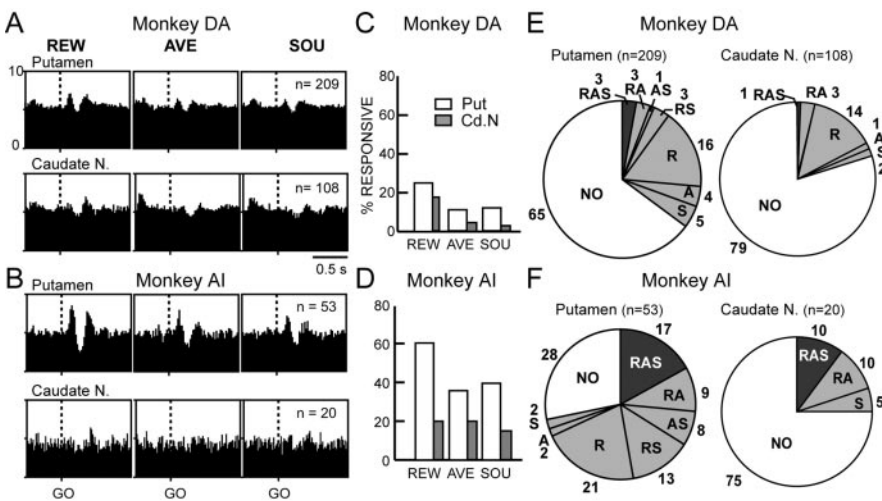 A
Monkey DA
REW
AVE
SOU
Putamen
10
0
n= 209
Caudate N.
n= 108
0.5 s
B
Monkey AI
Putamen
n = 53
Caudate N.
n = 20
GO
GO
GO
C
Monkey DA
80
60
40
20
0
% RESPONSIVE
Put
Cd.N
REW
AVE
SOU
D
Monkey AI
80
60
40
20
0
REW
AVE
SOU
E
Monkey DA
Putamen (n=209)
3
RAS
3
RA
1
AS
3
RS
16
R
A
4
S
5
NO
65
Caudate N. (n=108)
1
RAS
RA 3
14
R
1
A
S
2
NO
79
F
Monkey AI
Putamen (n=53)
17
RAS
9
RA
AS
8
RS
13
R
21
A
2
2
S
28
NO
Caudate N. (n=20)
10
RAS
10
RA
5
S
NO
75